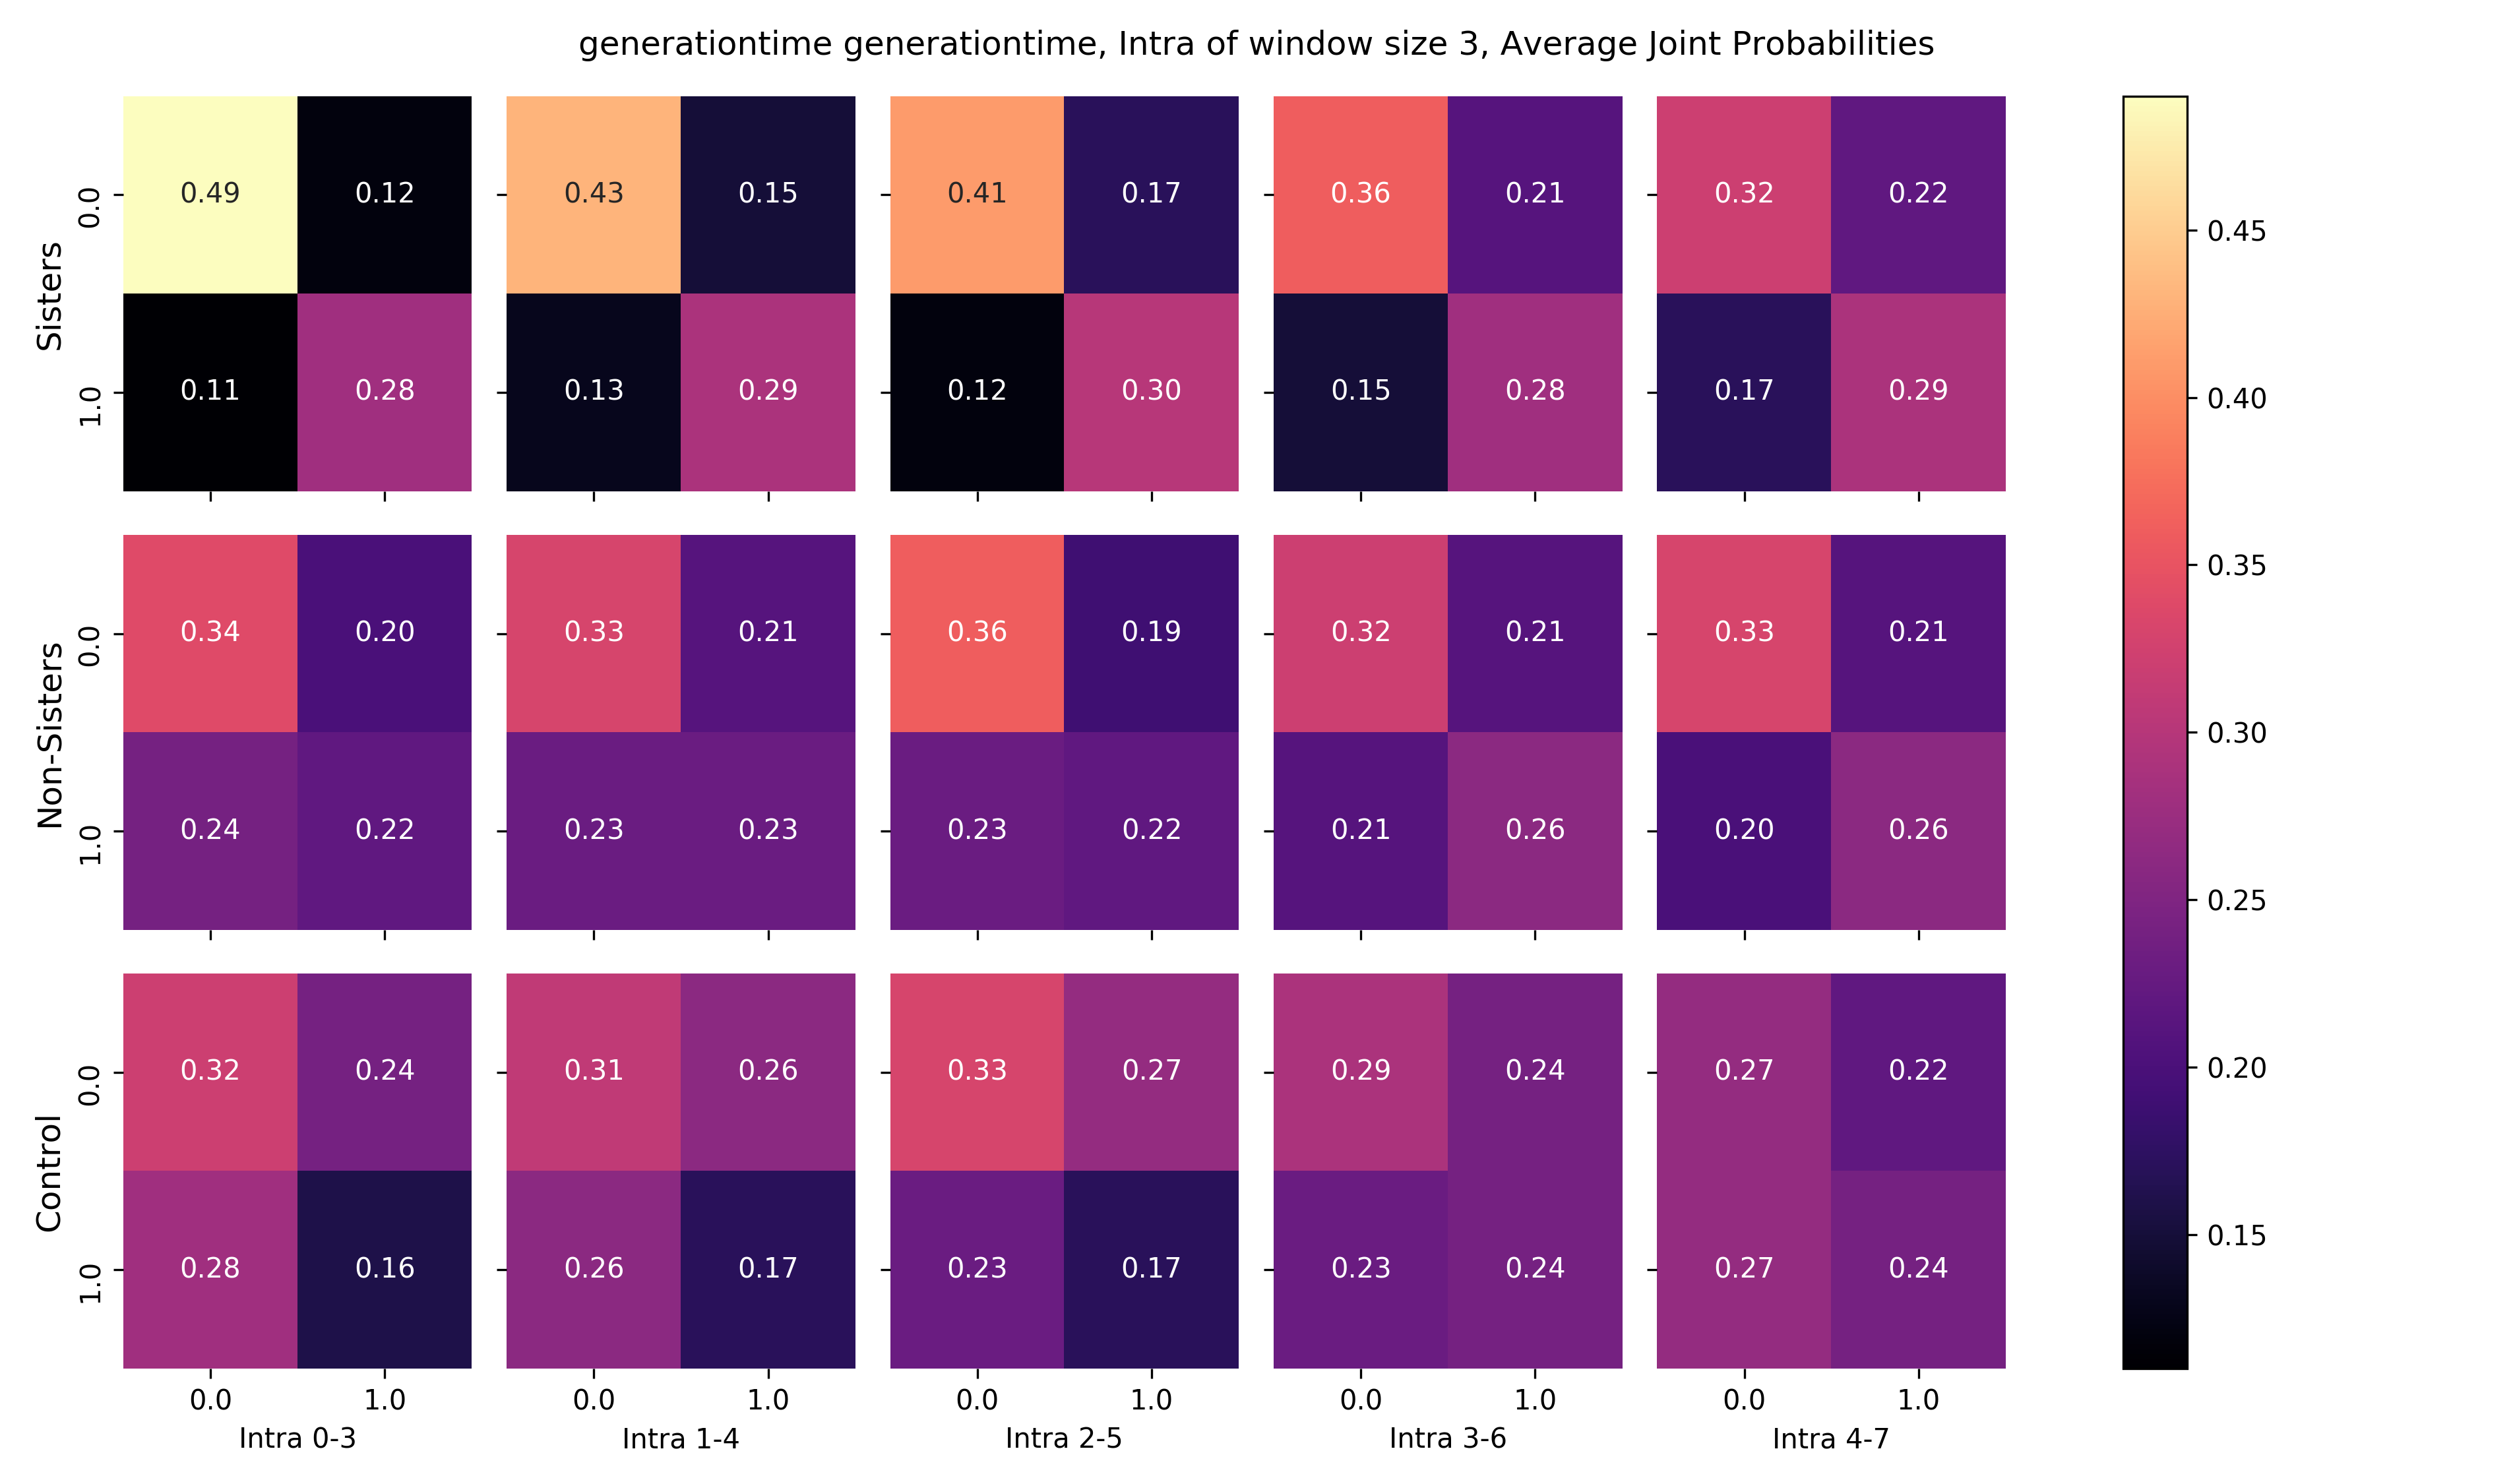 generationtime generationtime, Intra of window size 3, Average Joint Probabilities
Sisters
0.0
0.49 0.12 0.43 0.15 0.41 0.17 0.36 0.21 0.32 0.22
1.0
0.11 0.28 0.13 0.29 0.12 0.30 0.15 0.28 0.17 0.29
Non-Sisters
0.0
0.34 0.20 0.33 0.21 0.36 0.19 0.32 0.21 0.33 0.21
1.0
0.24 0.22 0.23 0.23 0.23 0.22 0.21 0.26 0.20 0.26
Control
0.0
0.32 0.24 0.31 0.26 0.33 0.27 0.29 0.24 0.27 0.22
1.0
0.28 0.16 0.26 0.17 0.23 0.17 0.23 0.24 0.27 0.24
0.0 1.0 0.0 1.0 0.0 1.0 0.0 1.0 0.0 1.0
Intra 0-3 Intra 1-4 Intra 2-5 Intra 3-6 Intra 4-7
0.45
0.40
0.35
0.30
0.25
0.20
0.15